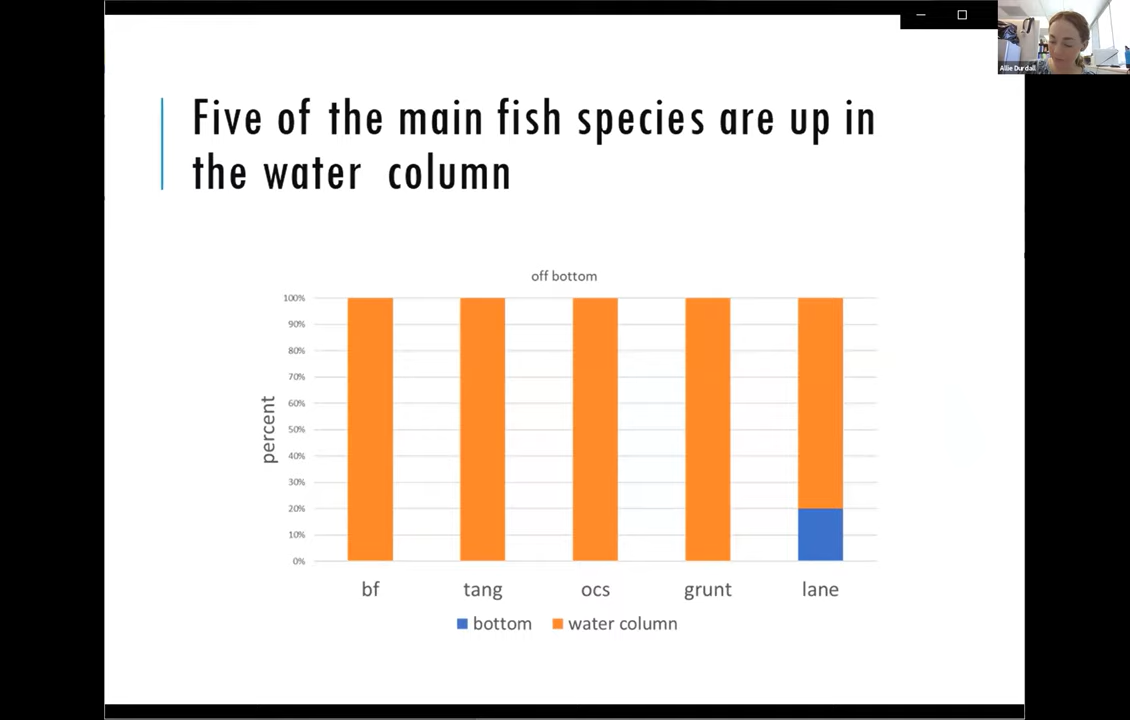 Allie Durdall
Five of the main fish species are up in
the water column
off bottom
100%
90%
80%
70%
60%
50%
40%
30%
20%
10%
0%
percent
bf tang ocs grunt lane
bottom water column